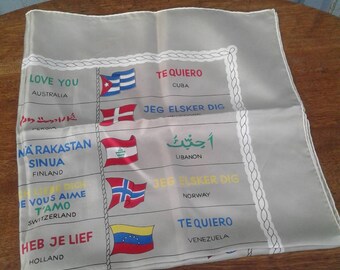 LOVE YOU
AUSTRALIA
TE QUIERO
CUBA
JEG ELSKER DIG
NÄ RAKASTAN
SINUA
FINLAND
أحبك
LIBANON
JE VOUS AIME
T'AMO
SWITZERLAND
JEG ELSKER DIG
NORWAY
HEB JE LIEF
HOLLAND
TE QUIERO
VENEZUELA